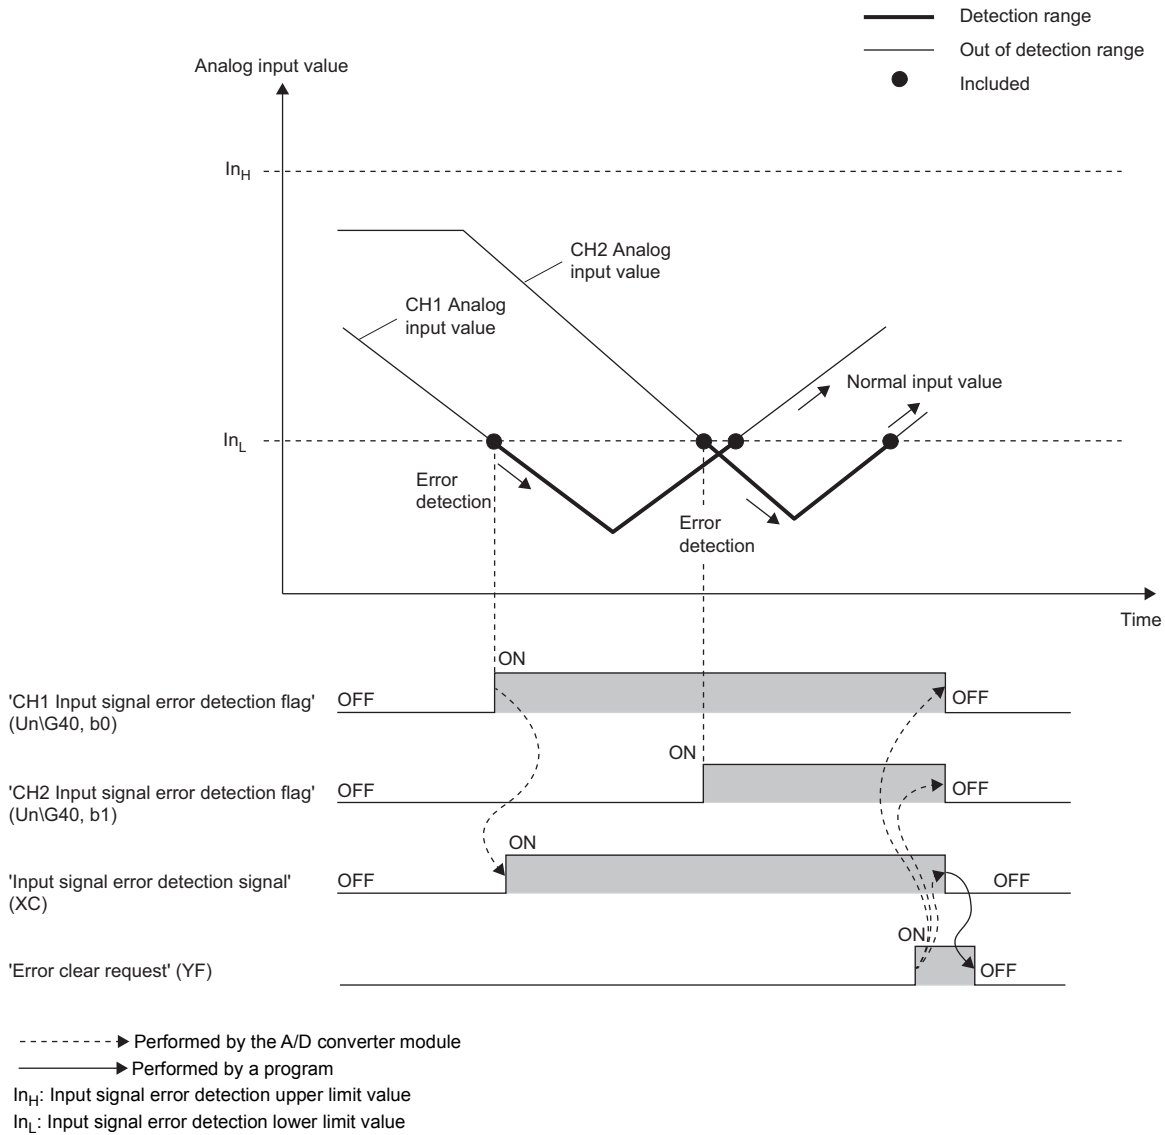 Detection range
Out of detection range
Included
Analog input value
InH
CH2 Analog
input value
CH1 Analog
input value
Normal input value
InL
Error
detection
Error
detection
Time
ON
'CH1 Input signal error detection flag'
(Un\G40, b0)
OFF
OFF
ON
'CH2 Input signal error detection flag'
(Un\G40, b1)
OFF
OFF
ON
'Input signal error detection signal'
(XC)
OFF
OFF
ON
'Error clear request' (YF)
OFF
Performed by the A/D converter module
Performed by a program
InH: Input signal error detection upper limit value
InL: Input signal error detection lower limit value